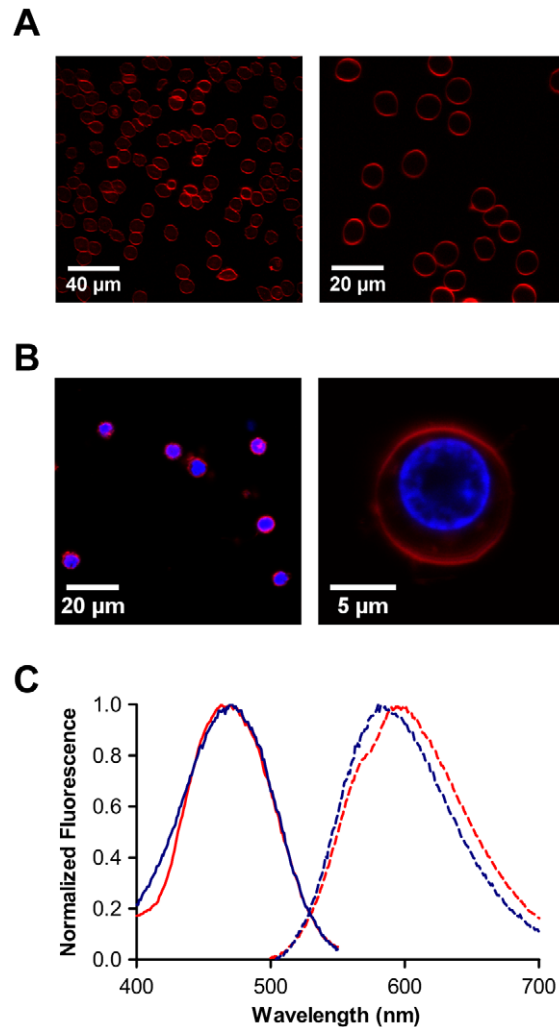 A
40 µm
20 µm
B
20 µm
5 µm
C
Normalized Fluorescence
1.0
0.8
0.6
0.4
0.2
0.0
400
500
600
700
Wavelength (nm)